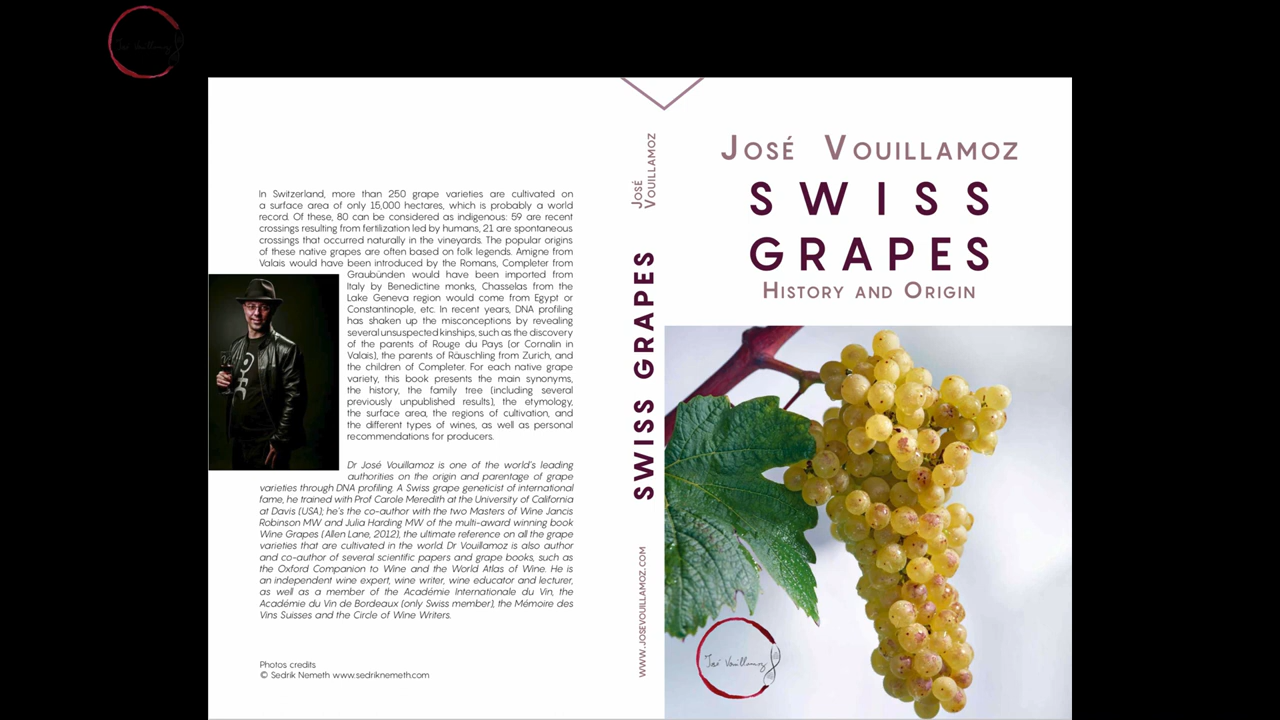 José Vouillamoz
In Switzerland, more than 250 grape varieties are cultivated on
a surface area of only 15,000 hectares, which is probably a world
record. Of these, 80 can be considered as indigenous: 59 are recent
crossings resulting from fertilization led by humans, 21 are spontaneous
crossings that occurred naturally in the vineyards. The popular origins
of these native grapes are often based on folk legends. Amigne from
Valais would have been introduced by the Romans, Completer from
Graubünden would have been imported from
Italy by Benedictine monks, Chasselas from the
Lake Geneva region would come from Egypt or
Constantinople, etc. In recent years, DNA profiling
has shaken up the misconceptions by revealing
several unsuspected kinships, such as the discovery
of the parents of Rouge du Pays (or Cornalin in
Valais), the parents of Räuschling from Zurich, and
the children of Completer. For each native grape
variety, this book presents the main synonyms,
the history, the family tree (including several
previously unpublished results), the etymology,
the surface area, the regions of cultivation, and
the different types of wines, as well as personal
recommendations for producers.
Dr José Vouillamoz is one of the world's leading
authorities on the origin and parentage of grape
varieties through DNA profiling. A Swiss grape geneticist of international
fame, he trained with Prof Carole Meredith at the University of California
at Davis (USA); he's the co-author with the two Masters of Wine Jancis
Robinson MW and Julia Harding MW of the multi-award winning book
Wine Grapes (Allen Lane, 2012), the ultimate reference on all the grape
varieties that are cultivated in the world. Dr Vouillamoz is also author
and co-author of several scientific papers and grape books, such as
the Oxford Companion to Wine and the World Atlas of Wine. He is
an independent wine expert, wine writer, wine educator and lecturer,
as well as a member of the Académie Internationale du Vin, the
Académie du Vin de Bordeaux (only Swiss member), the Mémoire des
Vins Suisses and the Circle of Wine Writers.
Photos credits
© Sedrik Nemeth www.sedriknemeth.com
José
Vouillamoz
SWISS GRAPES
www.josevouillamoz.com
José Vouillamoz
SWISS
GRAPES
History and Origin
José Vouillamoz